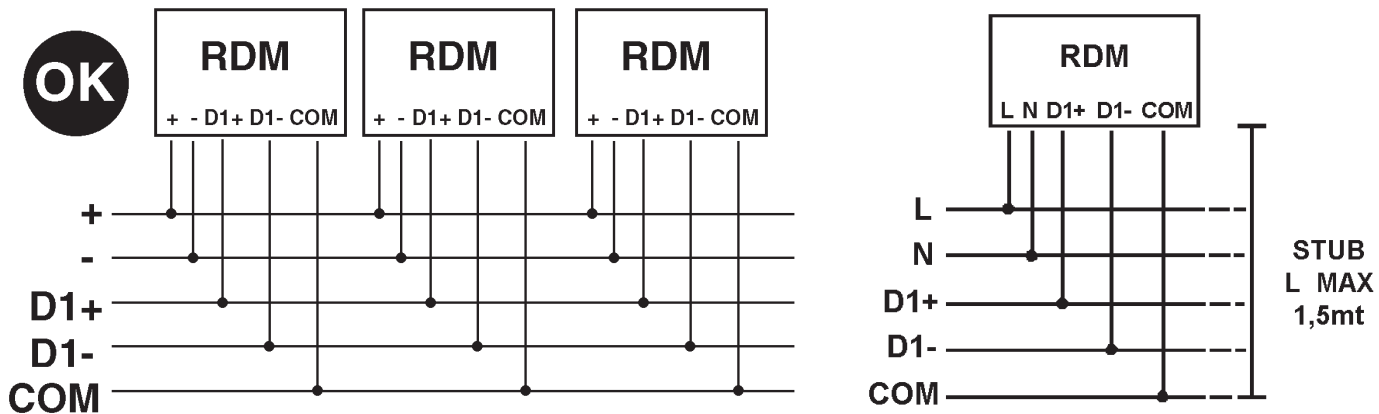 OK
RDM
+ - D1+ D1- COM
RDM
+ - D1+ D1- COM
RDM
+ - D1+ D1- COM
+
-
D1+
D1-
COM
RDM
L N D1+ D1- COM
L
N
D1+
D1-
COM
STUB
L MAX
1,5mt